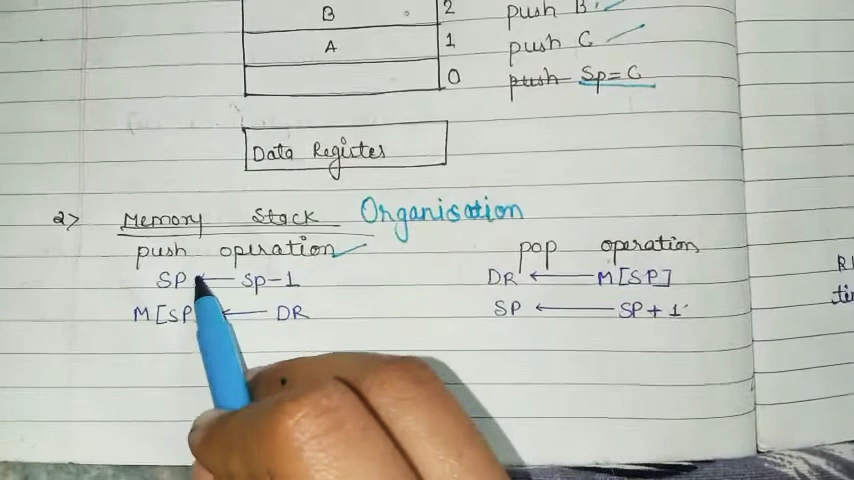 B 2 push B
A 1 push C
0 push Sp = C
Data Register
2> Memory Stack Organisation
push operation pop operation
SP ← Sp-1 DR ← M[SP]
M[SP ← DR SP ← SP+1